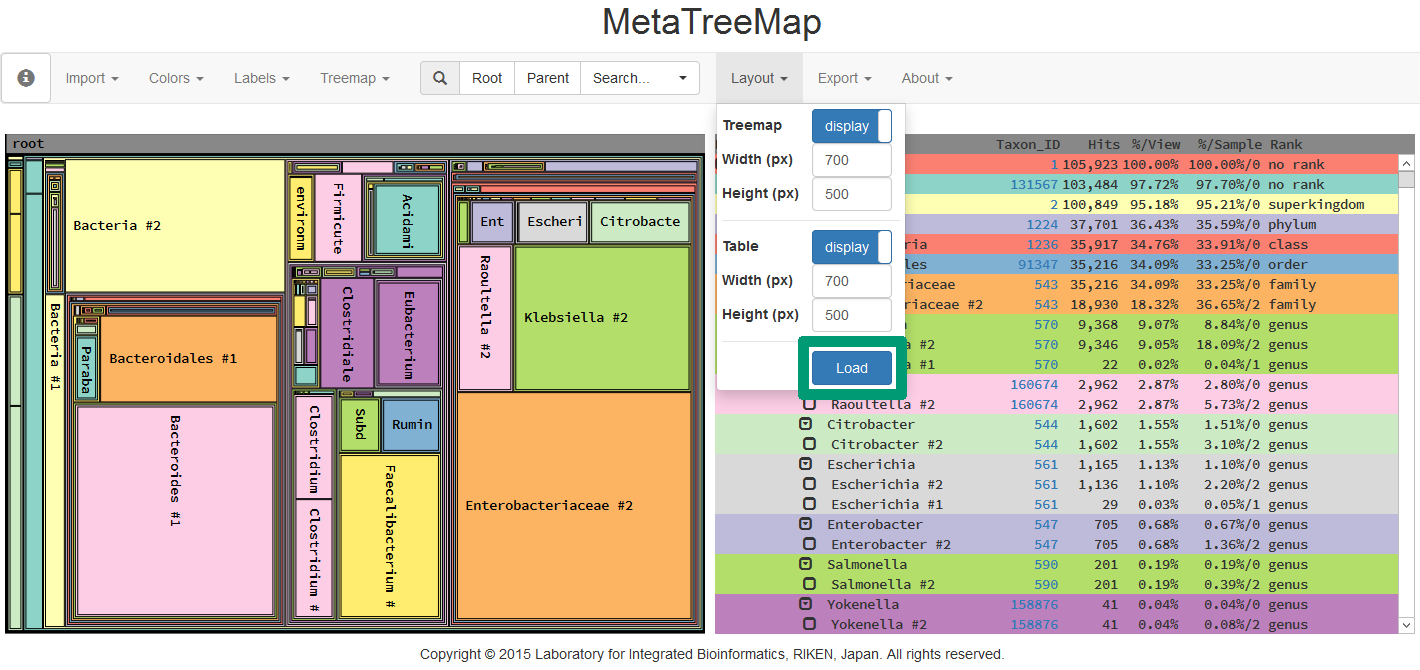 MetaTreeMap
Import Colors Labels Treemap Root Parent Search... Layout Export About
root
Bacteria #2
Bacteria #1
Bacteroidales #1
Paraba
Bacteroides #1
environm
Firmicute
Acidami
Clostridiale
Eubacterium
Clostridium
Clostridium #
Subd
Rumin
Faecalibacterium #
Ent
Escheri
Citrobacte
Raoultella #2
Klebsiella #2
Enterobacteriaceae #2
Treemap display
Width (px) 700
Height (px) 500
Table display
Width (px) 700
Height (px) 500
Load
Taxon_ID Hits %/View %/Sample Rank
1 105,923 100.00% 100.00%/0 no rank
131567 103,484 97.72% 97.70%/0 no rank
2 100,849 95.18% 95.21%/0 superkingdom
1224 37,701 36.43% 35.59%/0 phylum
ria 1236 35,917 34.76% 33.91%/0 class
les 91347 35,216 34.09% 33.25%/0 order
riaceae 543 35,216 34.09% 33.25%/0 family
riaceae #2 543 18,930 18.32% 36.65%/2 family
a 570 9,368 9.07% 8.84%/0 genus
a #2 570 9,346 9.05% 18.09%/2 genus
a #1 570 22 0.02% 0.04%/1 genus
160674 2,962 2.87% 2.80%/0 genus
Raoultella #2 160674 2,962 2.87% 5.73%/2 genus
Citrobacter 544 1,602 1.55% 1.51%/0 genus
Citrobacter #2 544 1,602 1.55% 3.10%/2 genus
Escherichia 561 1,165 1.13% 1.10%/0 genus
Escherichia #2 561 1,136 1.10% 2.20%/2 genus
Escherichia #1 561 29 0.03% 0.05%/1 genus
Enterobacter 547 705 0.68% 0.67%/0 genus
Enterobacter #2 547 705 0.68% 1.36%/2 genus
Salmonella 590 201 0.19% 0.19%/0 genus
Salmonella #2 590 201 0.19% 0.39%/2 genus
Yokenella 158876 41 0.04% 0.04%/0 genus
Yokenella #2 158876 41 0.04% 0.08%/2 genus
Copyright © 2015 Laboratory for Integrated Bioinformatics, RIKEN, Japan. All rights reserved.